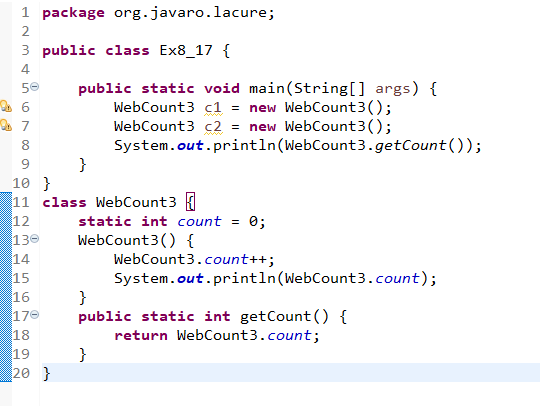 1 package org.javaro.lacure;
2
3 public class Ex8_17 {
4
5     public static void main(String[] args) {
6         WebCount3 c1 = new WebCount3();
7         WebCount3 c2 = new WebCount3();
8         System.out.println(WebCount3.getCount());
9     }
10 }
11 class WebCount3 {
12     static int count = 0;
13     WebCount3() {
14         WebCount3.count++;
15         System.out.println(WebCount3.count);
16     }
17     public static int getCount() {
18         return WebCount3.count;
19     }
20 }